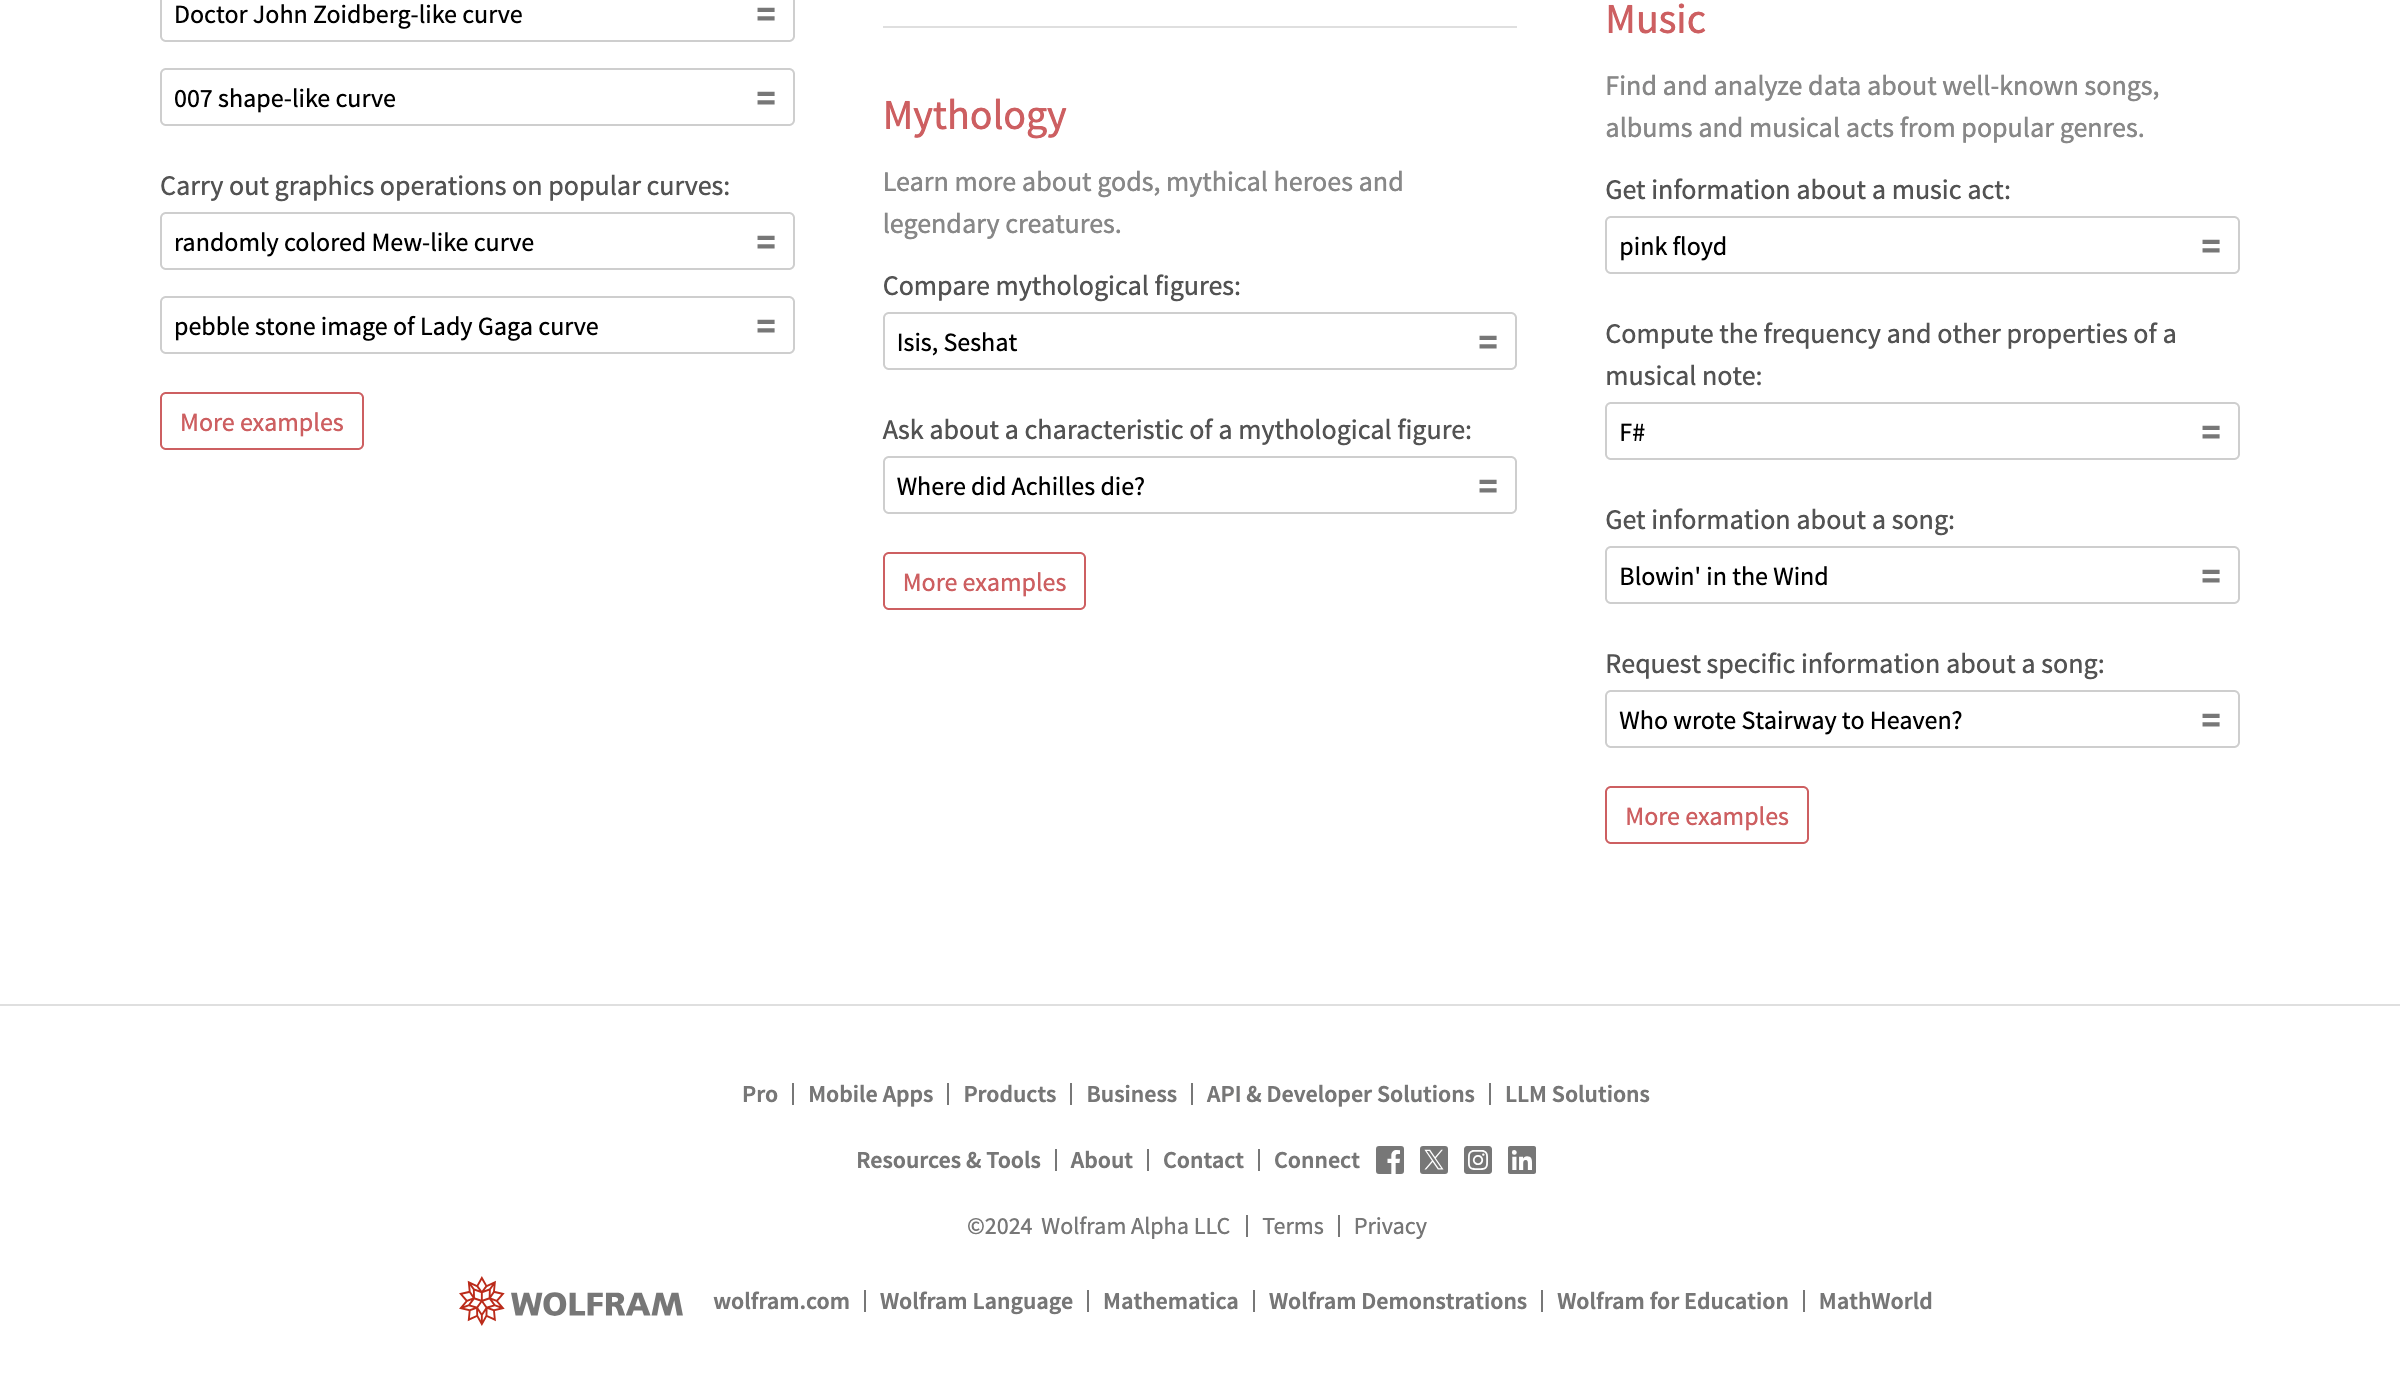 Doctor John Zoidberg-like curve
007 shape-like curve
Carry out graphics operations on popular curves:
randomly colored Mew-like curve
pebble stone image of Lady Gaga curve
More examples
Mythology
Learn more about gods, mythical heroes and
legendary creatures.
Compare mythological figures:
Isis, Seshat
Ask about a characteristic of a mythological figure:
Where did Achilles die?
More examples
Music
Find and analyze data about well-known songs,
albums and musical acts from popular genres.
Get information about a music act:
pink floyd
Compute the frequency and other properties of a
musical note:
F#
Get information about a song:
Blowin' in the Wind
Request specific information about a song:
Who wrote Stairway to Heaven?
More examples
Pro | Mobile Apps | Products | Business | API & Developer Solutions | LLM Solutions
Resources & Tools | About | Contact | Connect
©2024 Wolfram Alpha LLC | Terms | Privacy
WOLFRAM wolfram.com | Wolfram Language | Mathematica | Wolfram Demonstrations | Wolfram for Education | MathWorld